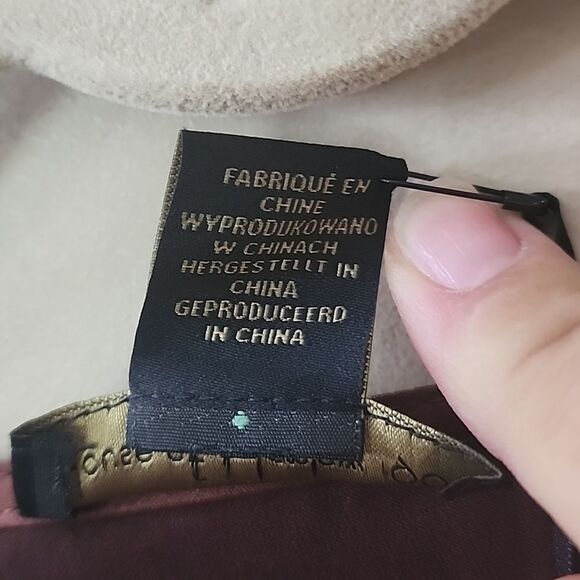 FABRIQUÉ EN
CHINE
WYPRODUKOWANO
W CHINACH
HERGESTELLT IN
CHINA
GEPRODUCEERD
IN CHINA